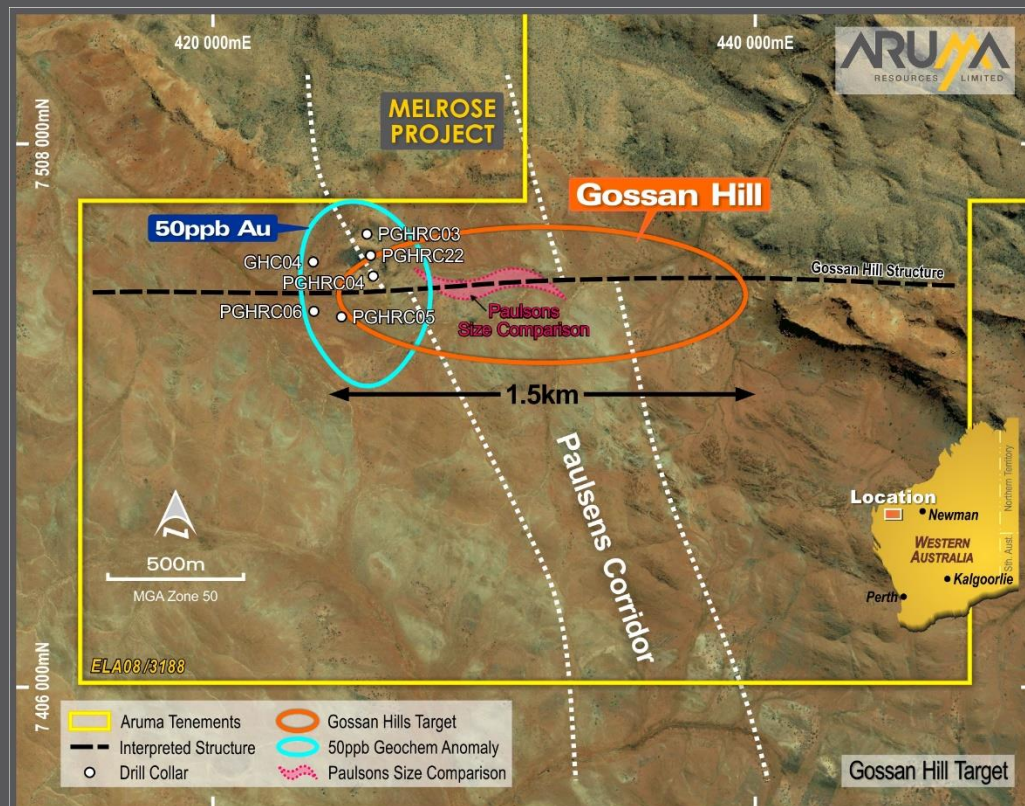 420 000mE
440 000mE
ARUMA
RESOURCES LIMITED
MELROSE
PROJECT
7 508 000mN
Gossan Hill
50ppb Au
PGHRC03
PGHRC22
GHC04
PGHRC04
Gossan Hill Structure
PGHRC06
PGHRC05
Paulsons
Size Comparison
1.5km
Paulsens Corridor
Location
Newman
WESTERN
AUSTRALIA
Kalgoorlie
Perth
Northern Territory
Sth. Aust.
500m
MGA Zone 50
ELA08/3188
7 406 000mN
Aruma Tenements
Interpreted Structure
Drill Collar
Gossan Hills Target
50ppb Geochem Anomaly
Paulsons Size Comparison
Gossan Hill Target